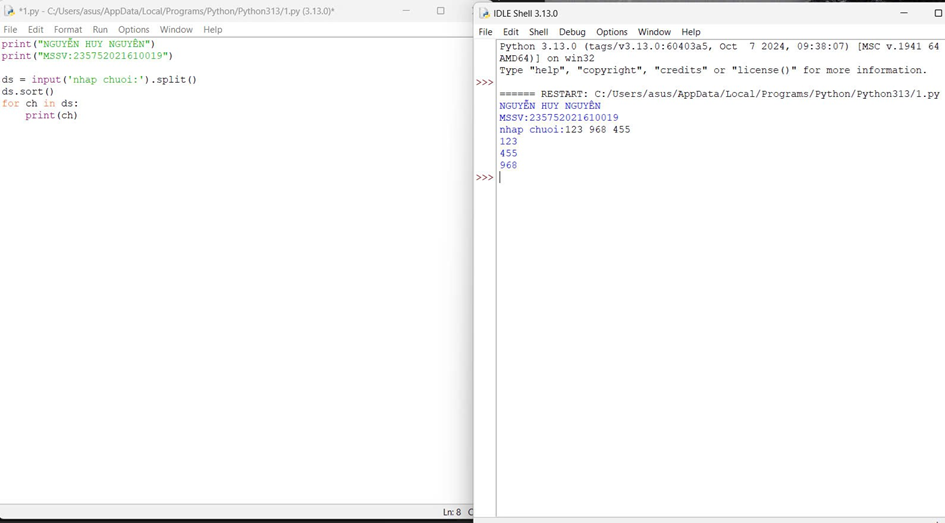 *1.py - C:/Users/asus/AppData/Local/Programs/Python/Python313/1.py (3.13.0)*
File Edit Format Run Options Window Help
print("NGUYỄN HUY NGUYÊN")
print("MSSV:235752021610019")
ds = input('nhap chuoi:').split()
ds.sort()
for ch in ds:
    print(ch)
Ln: 8
IDLE Shell 3.13.0
File Edit Shell Debug Options Window Help
Python 3.13.0 (tags/v3.13.0:60403a5, Oct 7 2024, 09:38:07) [MSC v.1941 64
AMD64)] on win32
Type "help", "copyright", "credits" or "license()" for more information.
>>>
====== RESTART: C:/Users/asus/AppData/Local/Programs/Python/Python313/1.py
NGUYỄN HUY NGUYÊN
MSSV:235752021610019
nhap chuoi:123 968 455
123
455
968
>>>